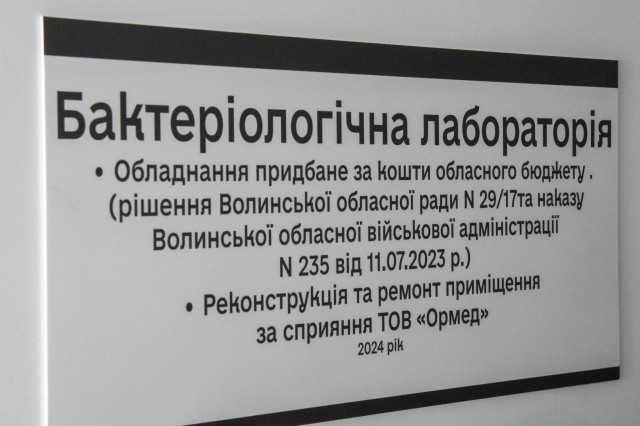 Бактеріологічна лабораторія
• Обладнання придбане за кошти обласного бюджету .
(рішення Волинської обласної ради N 29/17та наказу
Волинської обласної військової адміністрації
N 235 від 11.07.2023 р.)
• Реконструкція та ремонт приміщення
за сприяння ТОВ «Ормед»
2024 рік